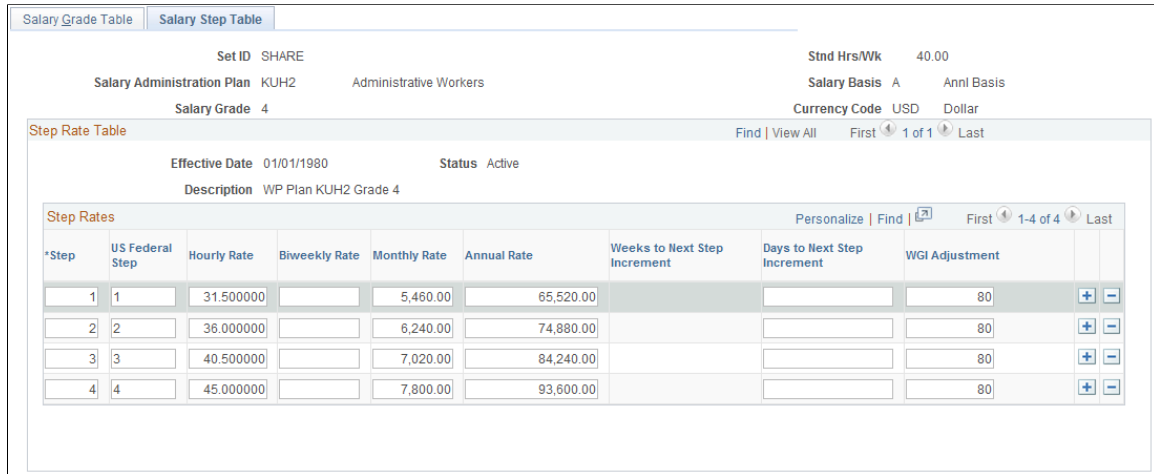 Salary Grade Table Salary Step Table
Set ID SHARE Stnd Hrs/Wk 40.00
Salary Administration Plan KUH2 Administrative Workers Salary Basis A Annl Basis
Salary Grade 4 Currency Code USD Dollar
Step Rate Table Find | View All First 1 of 1 Last
Effective Date 01/01/1980 Status Active
Description WP Plan KUH2 Grade 4
Step Rates Personalize | Find | First 1-4 of 4 Last
*Step US Federal Step Hourly Rate Biweekly Rate Monthly Rate Annual Rate Weeks to Next Step Increment Days to Next Step Increment WGI Adjustment
1 1 31.500000 5,460.00 65,520.00 80 + −
2 2 36.000000 6,240.00 74,880.00 80 + −
3 3 40.500000 7,020.00 84,240.00 80 + −
4 4 45.000000 7,800.00 93,600.00 80 + −